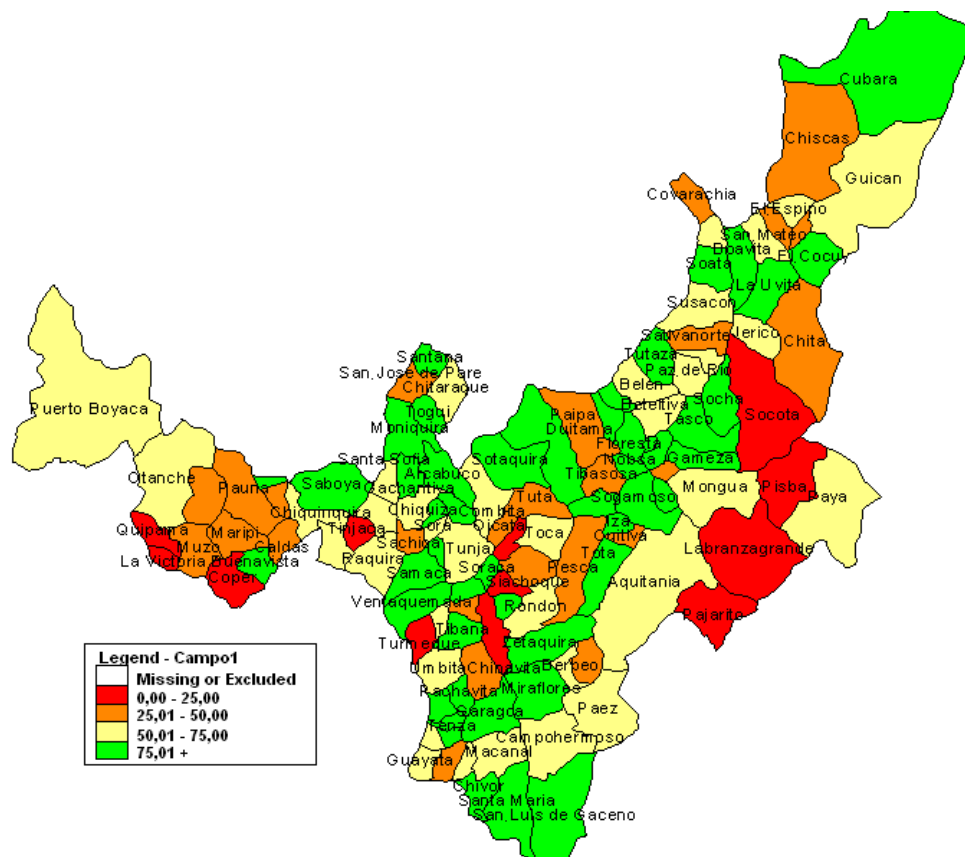 Cubara
Chiscas
Guican
Covarachia
El Espino
San Mateo
Boavita
El Cocuy
Soata
La Uvita
Susacon
Sativanorte
Jerico
Chita
Tutaza
Paz de Rio
Belen
Socha
Socota
Beteitiva
Tasco
Santana
San Jose de Pare
Chitaraque
Togui
Moniquira
Puerto Boyaca
Paipa
Duitama
Floresta
Nobsa
Gameza
Santa Sofia
Arcabuco
Sotaquira
Tibasosa
Otanche
Saboya
Gachantiva
Sogamoso
Mongua
Pisba
Paya
Pauna
Chiquinquira
Chiquiza
Combita
Tuta
Quipama
Maripi
Tinjaca
Sora
Oicata
Toca
Iza
Cuitiva
Muzo
Caldas
Sachica
Tunja
Tota
Labranzagrande
La Victoria
Buenavista
Raquira
Soraca
Pesca
Coper
Samaca
Siachoque
Aquitania
Ventaquemada
Rondon
Pajarito
Turmeque
Tibana
Zetaquira
Umbita
Chinavita
Berbeo
Pachavita
Miraflores
Garagoa
Paez
Tenza
Campohermoso
Guayata
Macanal
Chivor
Santa Maria
San Luis de Gaceno
Legend - Campo1
Missing or Excluded
0,00 - 25,00
25,01 - 50,00
50,01 - 75,00
75,01 +